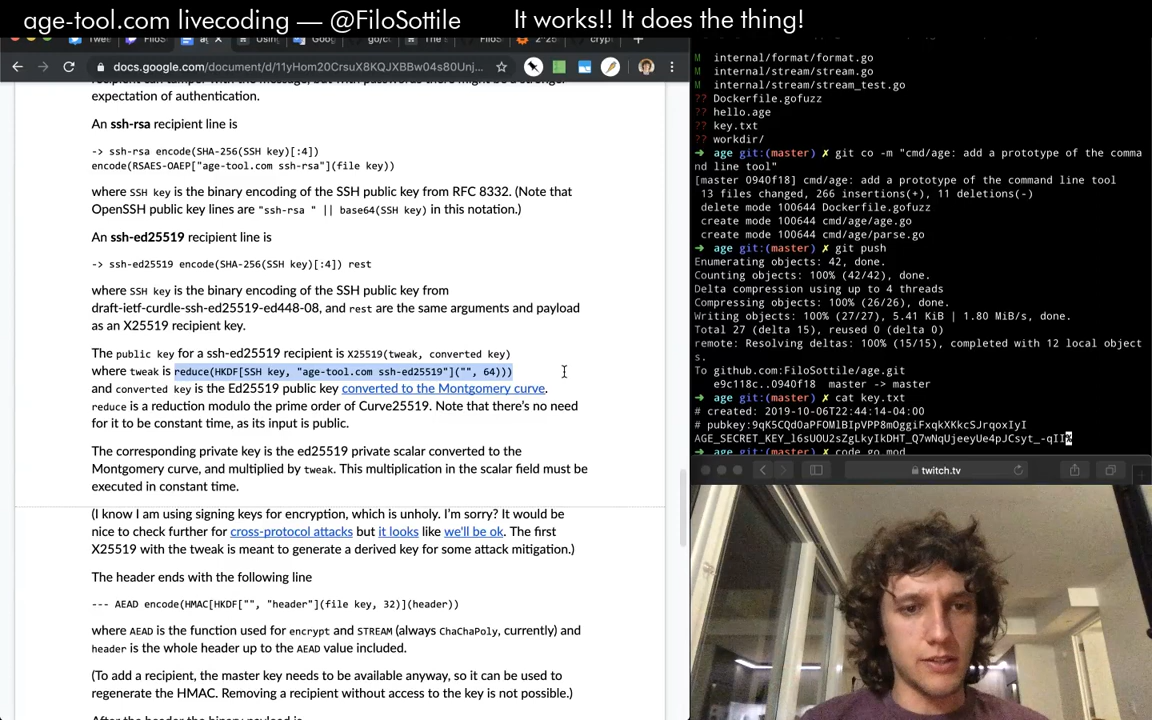 age-tool.com livecoding — @FiloSottile
It works!! It does the thing!
docs.google.com/document/d/11yHom20CrsuX8KQJXBBw04s80Unj...
expectation of authentication.
An ssh-rsa recipient line is
-> ssh-rsa encode(SHA-256(SSH key)[:4])
encode(RSAES-OAEP["age-tool.com ssh-rsa"](file key))
where SSH key is the binary encoding of the SSH public key from RFC 8332. (Note that
OpenSSH public key lines are "ssh-rsa " || base64(SSH key) in this notation.)
An ssh-ed25519 recipient line is
-> ssh-ed25519 encode(SHA-256(SSH key)[:4]) rest
where SSH key is the binary encoding of the SSH public key from
draft-ietf-curdle-ssh-ed25519-ed448-08, and rest are the same arguments and payload
as an X25519 recipient key.
The public key for a ssh-ed25519 recipient is X25519(tweak, converted key)
where tweak is reduce(HKDF[SSH key, "age-tool.com ssh-ed25519"]("", 64)))
and converted key is the Ed25519 public key converted to the Montgomery curve.
reduce is a reduction modulo the prime order of Curve25519. Note that there's no need
for it to be constant time, as its input is public.
The corresponding private key is the ed25519 private scalar converted to the
Montgomery curve, and multiplied by tweak. This multiplication in the scalar field must be
executed in constant time.
(I know I am using signing keys for encryption, which is unholy. I'm sorry? It would be
nice to check further for cross-protocol attacks but it looks like we'll be ok. The first
X25519 with the tweak is meant to generate a derived key for some attack mitigation.)
The header ends with the following line
--- AEAD encode(HMAC[HKDF["", "header"](file key, 32)](header))
where AEAD is the function used for encrypt and STREAM (always ChaChaPoly, currently) and
header is the whole header up to the AEAD value included.
(To add a recipient, the master key needs to be available anyway, so it can be used to
regenerate the HMAC. Removing a recipient without access to the key is not possible.)
After the header the binary payload is
M internal/format/format.go
M internal/stream/stream.go
M internal/stream/stream_test.go
?? Dockerfile.gofuzz
?? hello.age
?? key.txt
?? workdir/
➜ age git:(master) ✗ git co -m "cmd/age: add a prototype of the comma
nd line tool"
[master 0940f18] cmd/age: add a prototype of the command line tool
13 files changed, 266 insertions(+), 11 deletions(-)
delete mode 100644 Dockerfile.gofuzz
create mode 100644 cmd/age/age.go
create mode 100644 cmd/age/parse.go
➜ age git:(master) ✗ git push
Enumerating objects: 42, done.
Counting objects: 100% (42/42), done.
Delta compression using up to 4 threads
Compressing objects: 100% (26/26), done.
Writing objects: 100% (27/27), 5.41 KiB | 1.80 MiB/s, done.
Total 27 (delta 15), reused 0 (delta 0)
remote: Resolving deltas: 100% (15/15), completed with 12 local object
s.
To github.com:FiloSottile/age.git
e9c118c..0940f18 master -> master
➜ age git:(master) ✗ cat key.txt
# created: 2019-10-06T22:44:14-04:00
# pubkey:9qK5CQdOaPFOMlBIpVPP8mOggiFxqkXKkcSJrqoxIyI
AGE_SECRET_KEY_l6sUOU2sZgLkyIkDHT_Q7wNqUjeeyUe4pJCsyt_-qII
➜ age git:(master) ✗ code go.mod
twitch.tv